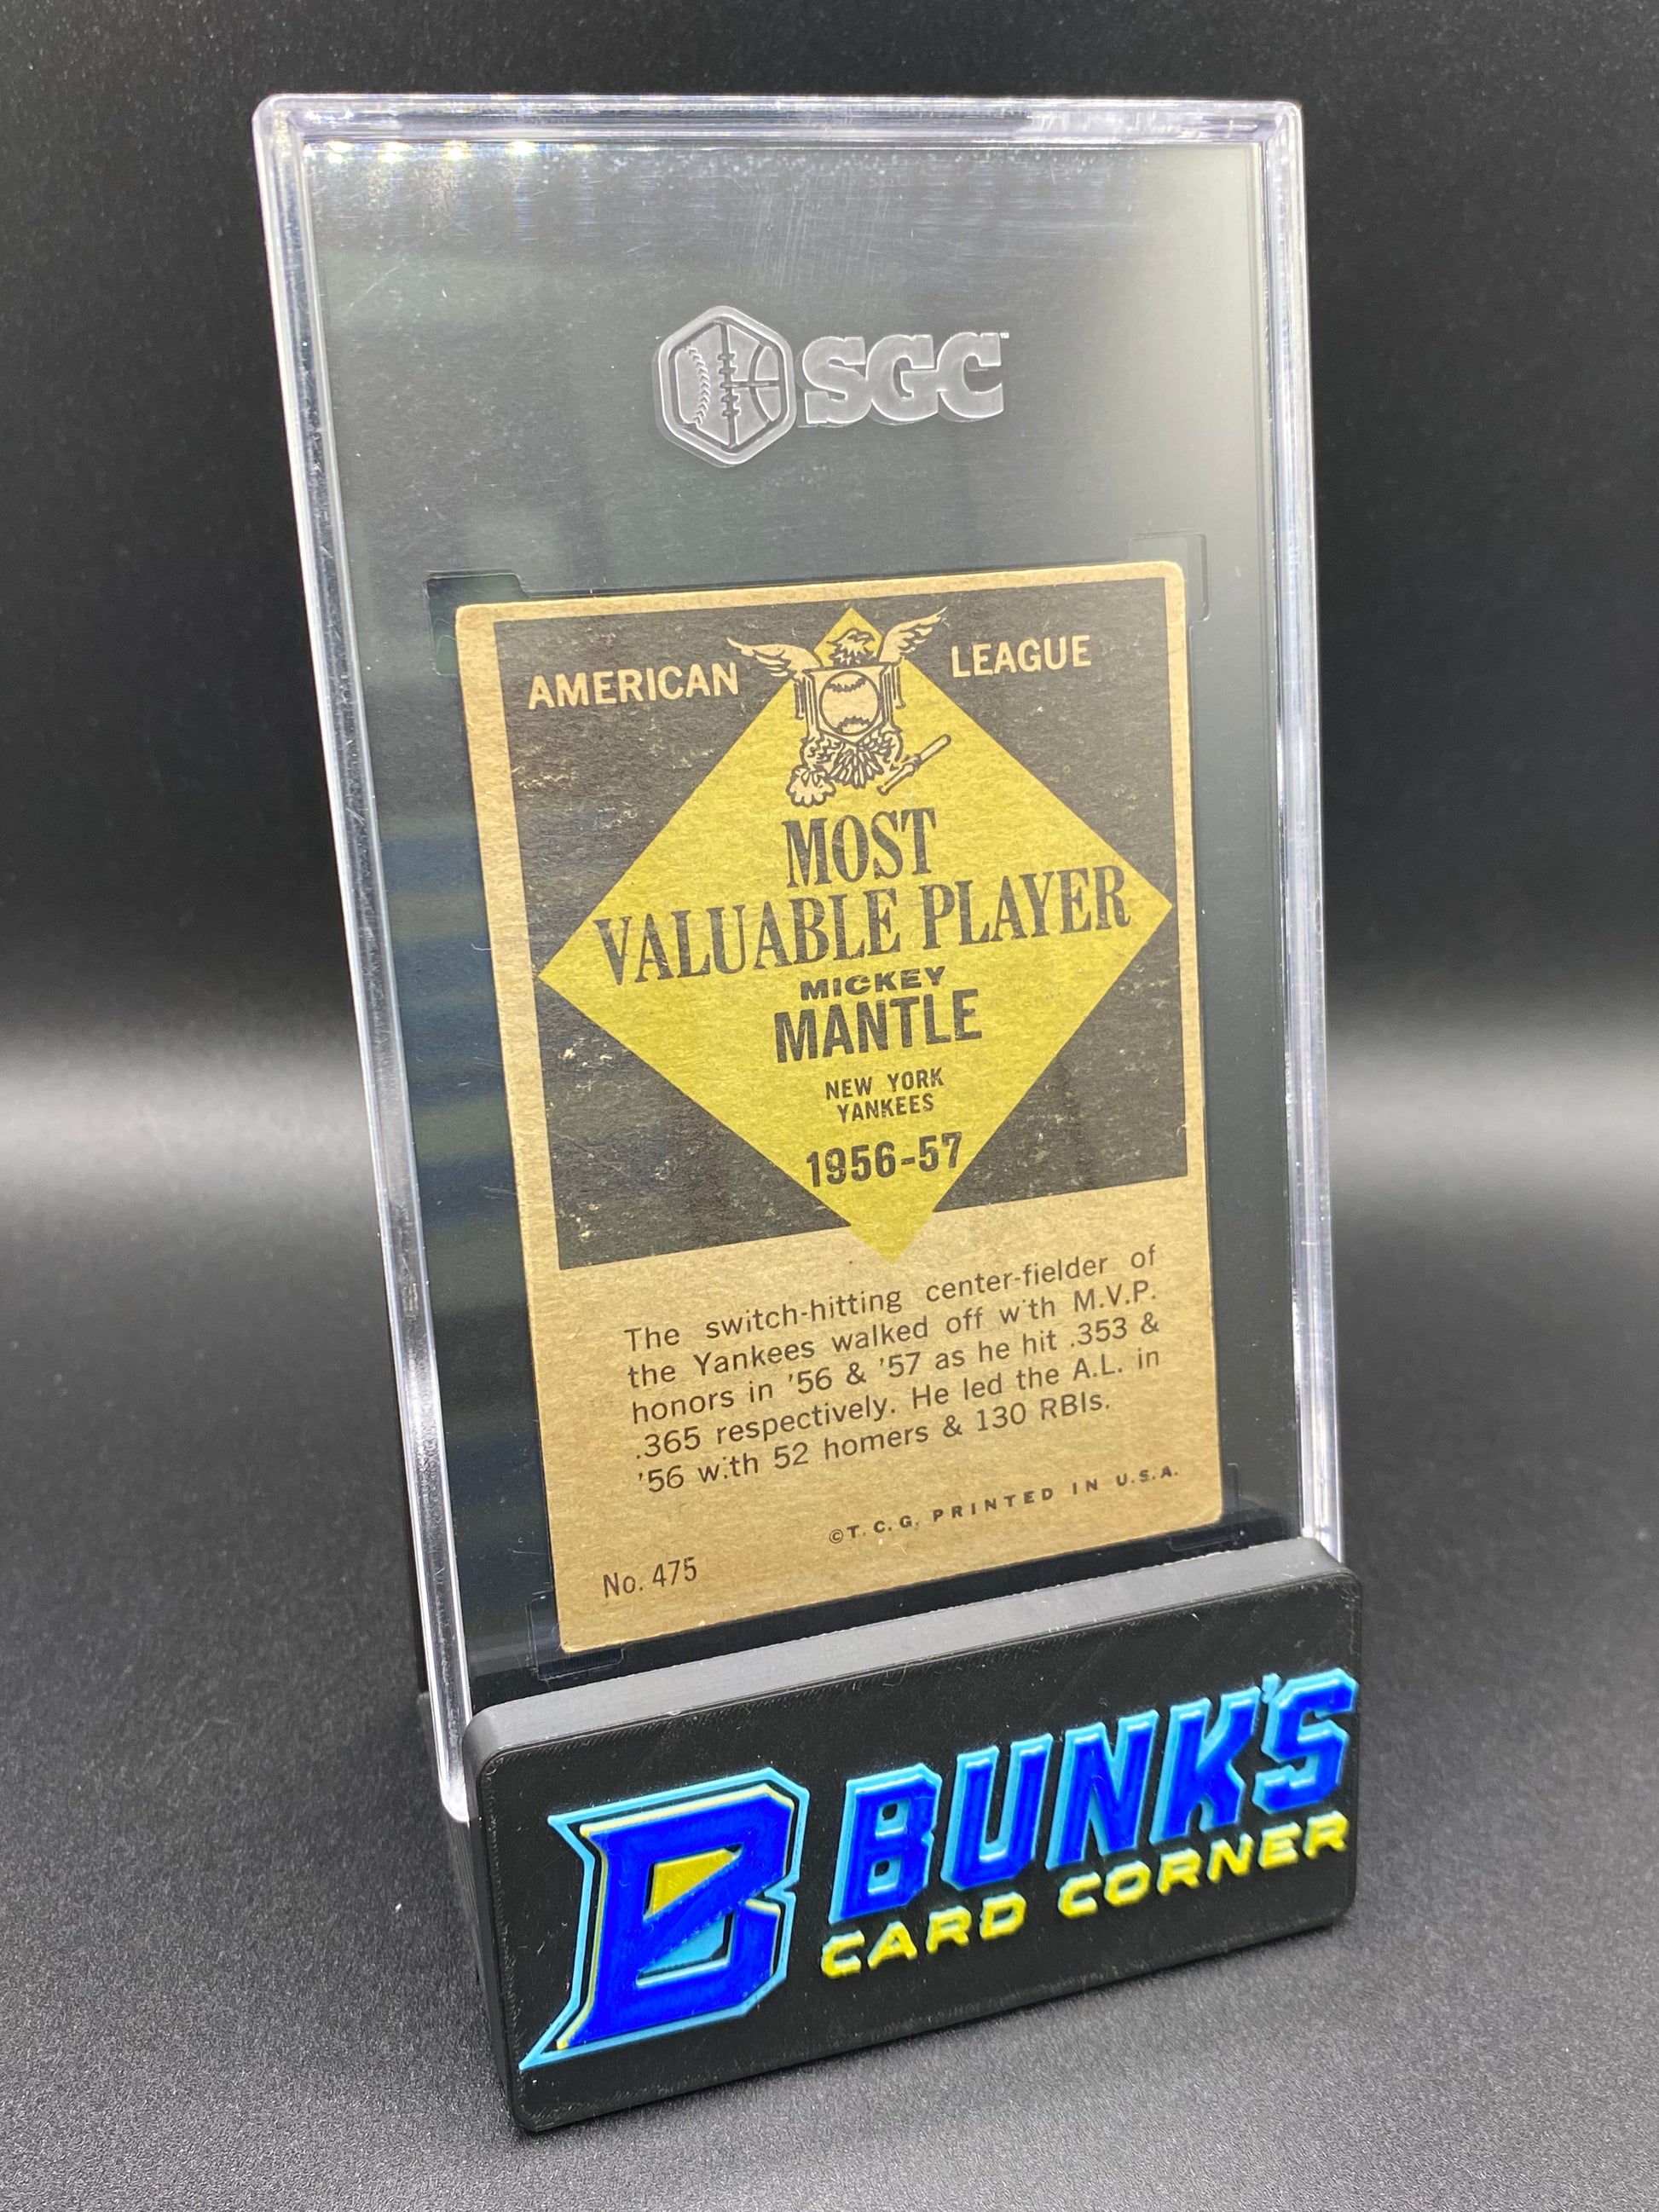 SGC™
AMERICAN LEAGUE
MOST
VALUABLE PLAYER
MICKEY
MANTLE
NEW YORK
YANKEES
1956-57
The switch-hitting center-fielder of
the Yankees walked off with M.V.P.
honors in '56 & '57 as he hit .353 &
.365 respectively. He led the A.L. in
'56 with 52 homers & 130 RBIs.
©T.C.G. PRINTED IN U.S.A.
No. 475
B BUNK'S
CARD CORNER